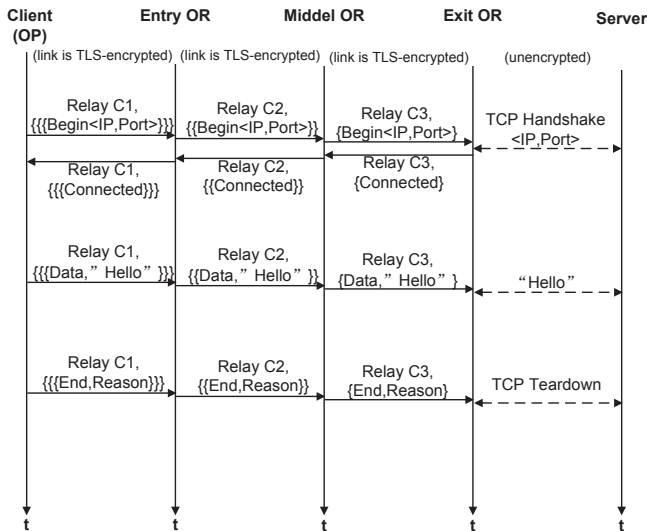 Client (OP)
Entry OR
Middel OR
Exit OR
Server
(link is TLS-encrypted)
(link is TLS-encrypted)
(link is TLS-encrypted)
(unencrypted)
Relay C1,
{{{Begin<IP,Port>}}}
Relay C2,
{{Begin<IP,Port>}}
Relay C3,
{Begin<IP,Port>}
TCP Handshake
<IP,Port>
Relay C1,
{{{Connected}}}
Relay C2,
{{Connected}}
Relay C3,
{Connected}
Relay C1,
{{{Data,” Hello” }}}
Relay C2,
{{Data,” Hello” }}
Relay C3,
{Data,” Hello” }
“Hello”
Relay C1,
{{{End,Reason}}}
Relay C2,
{{End,Reason}}
Relay C3,
{End,Reason}
TCP Teardown
t
t
t
t
t